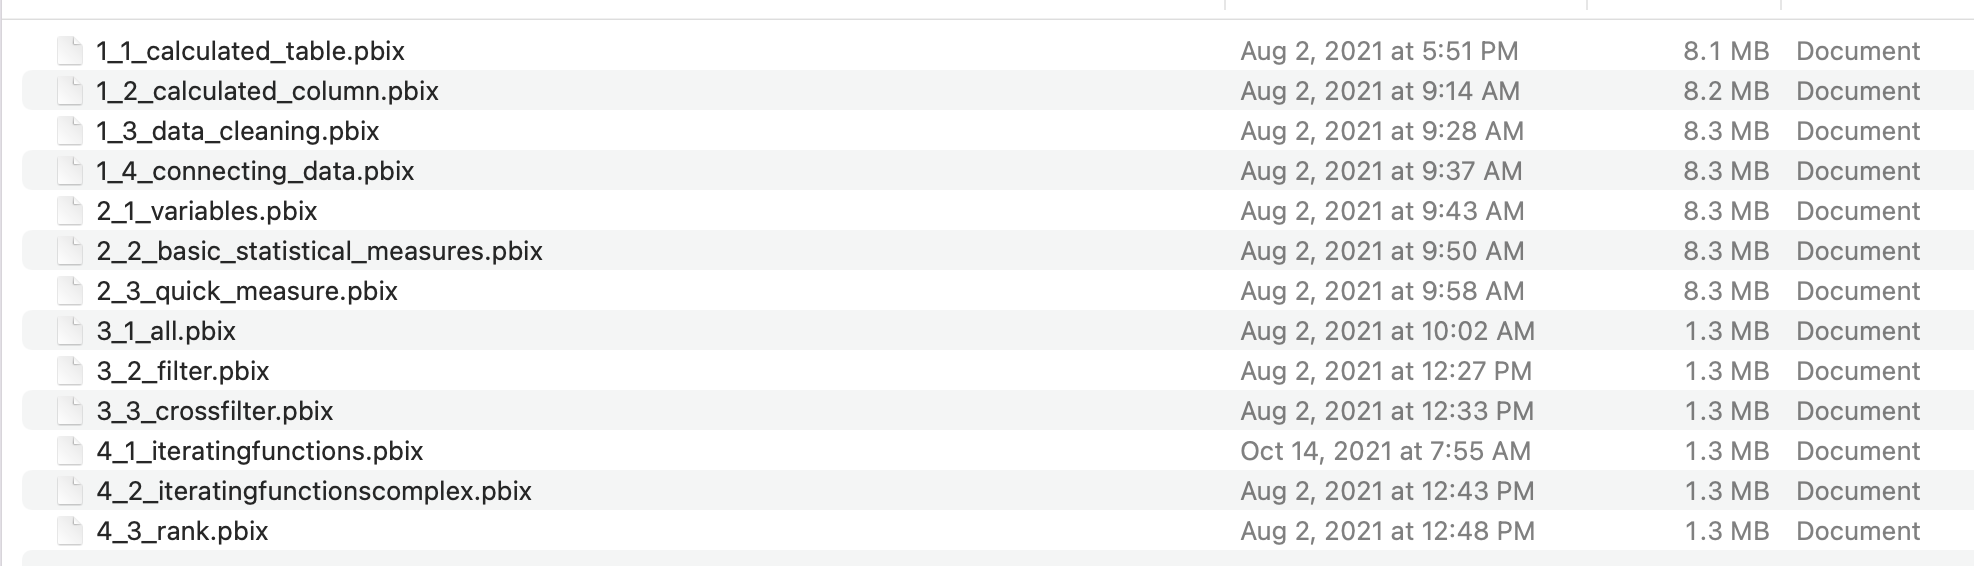 1_1_calculated_table.pbix Aug 2, 2021 at 5:51 PM 8.1 MB Document
1_2_calculated_column.pbix Aug 2, 2021 at 9:14 AM 8.2 MB Document
1_3_data_cleaning.pbix Aug 2, 2021 at 9:28 AM 8.3 MB Document
1_4_connecting_data.pbix Aug 2, 2021 at 9:37 AM 8.3 MB Document
2_1_variables.pbix Aug 2, 2021 at 9:43 AM 8.3 MB Document
2_2_basic_statistical_measures.pbix Aug 2, 2021 at 9:50 AM 8.3 MB Document
2_3_quick_measure.pbix Aug 2, 2021 at 9:58 AM 8.3 MB Document
3_1_all.pbix Aug 2, 2021 at 10:02 AM 1.3 MB Document
3_2_filter.pbix Aug 2, 2021 at 12:27 PM 1.3 MB Document
3_3_crossfilter.pbix Aug 2, 2021 at 12:33 PM 1.3 MB Document
4_1_iteratingfunctions.pbix Oct 14, 2021 at 7:55 AM 1.3 MB Document
4_2_iteratingfunctionscomplex.pbix Aug 2, 2021 at 12:43 PM 1.3 MB Document
4_3_rank.pbix Aug 2, 2021 at 12:48 PM 1.3 MB Document